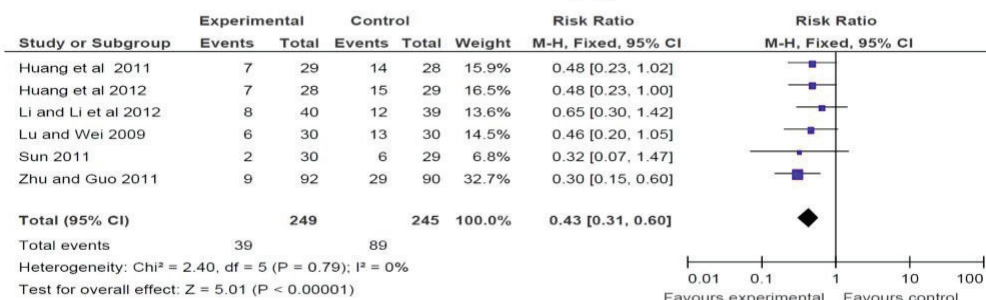 Experimental Control Risk Ratio Risk Ratio
Study or Subgroup Events Total Events Total Weight M-H, Fixed, 95% CI M-H, Fixed, 95% CI
Huang et al 2011 7 29 14 28 15.9% 0.48 [0.23, 1.02]
Huang et al 2012 7 28 15 29 16.5% 0.48 [0.23, 1.00]
Li and Li et al 2012 8 40 12 39 13.6% 0.65 [0.30, 1.42]
Lu and Wei 2009 6 30 13 30 14.5% 0.46 [0.20, 1.05]
Sun 2011 2 30 6 29 6.8% 0.32 [0.07, 1.47]
Zhu and Guo 2011 9 92 29 90 32.7% 0.30 [0.15, 0.60]
Total (95% CI) 249 245 100.0% 0.43 [0.31, 0.60]
Total events 39 89
Heterogeneity: Chi² = 2.40, df = 5 (P = 0.79); I² = 0%
Test for overall effect: Z = 5.01 (P < 0.00001)
0.01 0.1 1 10 100
Favours experimental Favours control